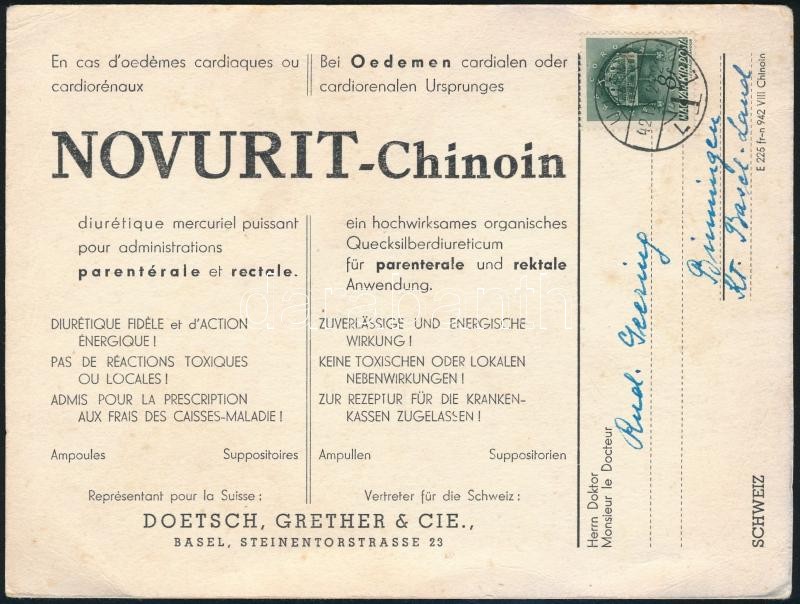 En cas d'oedèmes cardiaques ou
cardiorénaux
Bei Oedemen cardialen oder
cardiorenalen Ursprunges
NOVURIT-Chinoin
diurétique mercuriel puissant
pour administrations
parentérale et rectale.
ein hochwirksames organisches
Quecksilberdiureticum
für parenterale und rektale
Anwendung.
DIURÉTIQUE FIDÈLE et d'ACTION
ÉNERGIQUE !
PAS DE RÉACTIONS TOXIQUES
OU LOCALES !
ADMIS POUR LA PRESCRIPTION
AUX FRAIS DES CAISSES-MALADIE !
ZUVERLÄSSIGE UND ENERGISCHE
WIRKUNG !
KEINE TOXISCHEN ODER LOKALEN
NEBENWIRKUNGEN !
ZUR REZEPTUR FÜR DIE KRANKEN-
KASSEN ZUGELASSEN !
Ampoules Suppositoires
Ampullen Suppositorien
Représentant pour la Suisse :
Vertreter für die Schweiz :
DOETSCH, GRETHER & CIE.,
BASEL, STEINENTORSTRASSE 23
Herrn Doktor
Monsieur le Docteur
Rud. Geering
Binningen
Kt. Basel-Land
SCHWEIZ
E 225 fr-n 942 VIII Chinoin
MAGYAR KIR. POSTA
darabanth